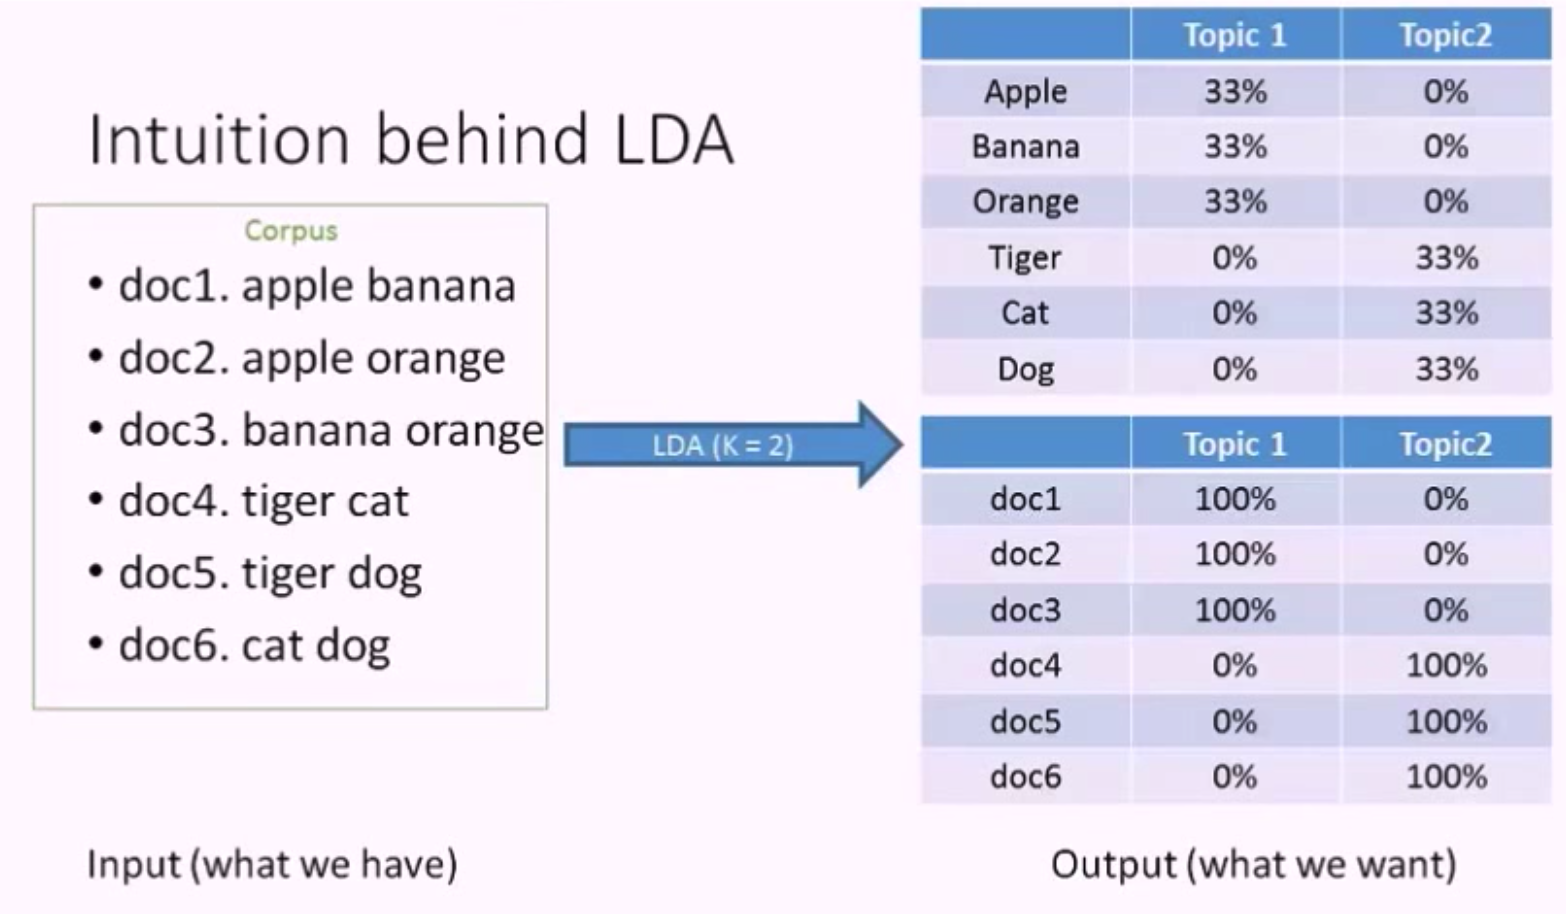 Intuition behind LDA
Corpus
• doc1. apple banana
• doc2. apple orange
• doc3. banana orange
• doc4. tiger cat
• doc5. tiger dog
• doc6. cat dog
Input (what we have)
LDA (K = 2)
Topic 1 Topic2
Apple 33% 0%
Banana 33% 0%
Orange 33% 0%
Tiger 0% 33%
Cat 0% 33%
Dog 0% 33%
Topic 1 Topic2
doc1 100% 0%
doc2 100% 0%
doc3 100% 0%
doc4 0% 100%
doc5 0% 100%
doc6 0% 100%
Output (what we want)